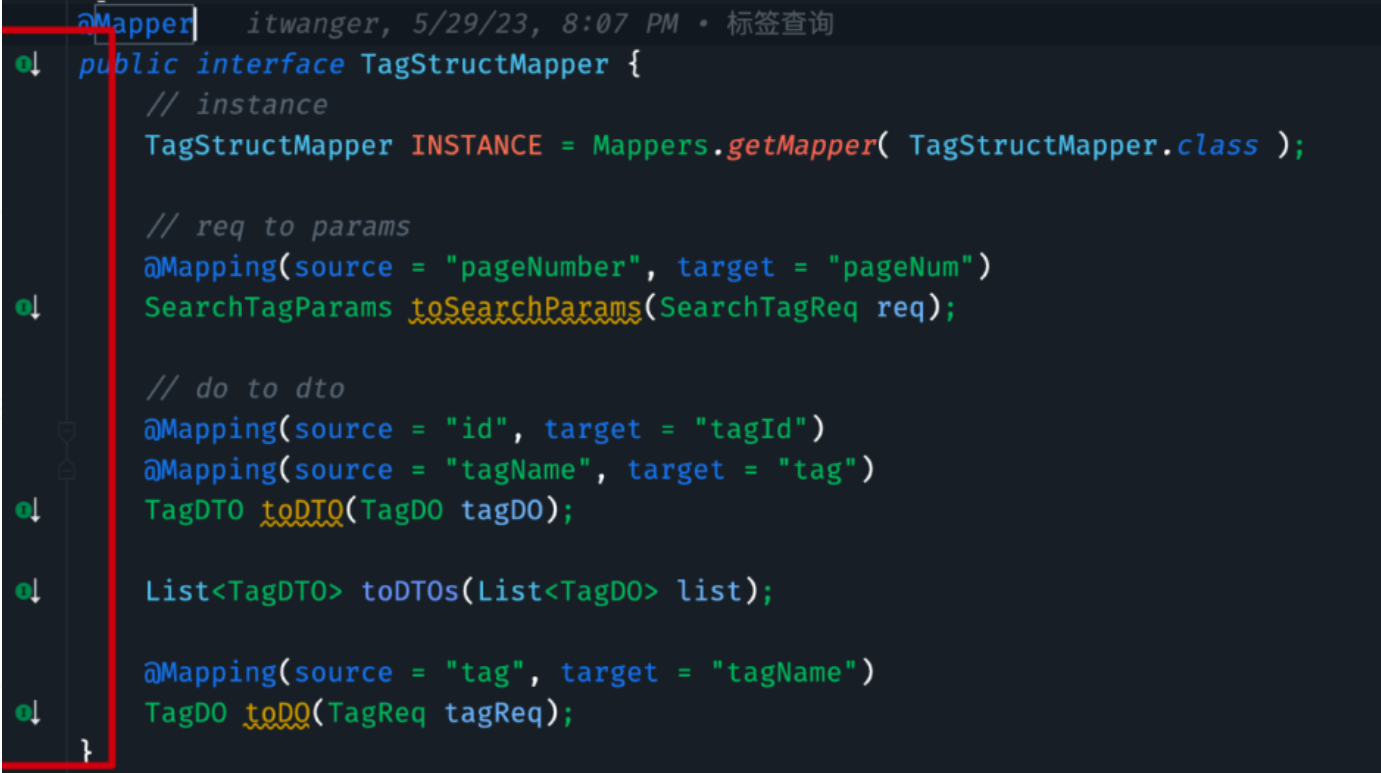 @Mapper itwanger, 5/29/23, 8:07 PM • 标签查询
public interface TagStructMapper {
// instance
TagStructMapper INSTANCE = Mappers.getMapper( TagStructMapper.class );
// req to params
@Mapping(source = "pageNumber", target = "pageNum")
SearchTagParams toSearchParams(SearchTagReq req);
// do to dto
@Mapping(source = "id", target = "tagId")
@Mapping(source = "tagName", target = "tag")
TagDTO toDTO(TagDO tagDO);
List<TagDTO> toDTOs(List<TagDO> list);
@Mapping(source = "tag", target = "tagName")
TagDO toDO(TagReq tagReq);
}